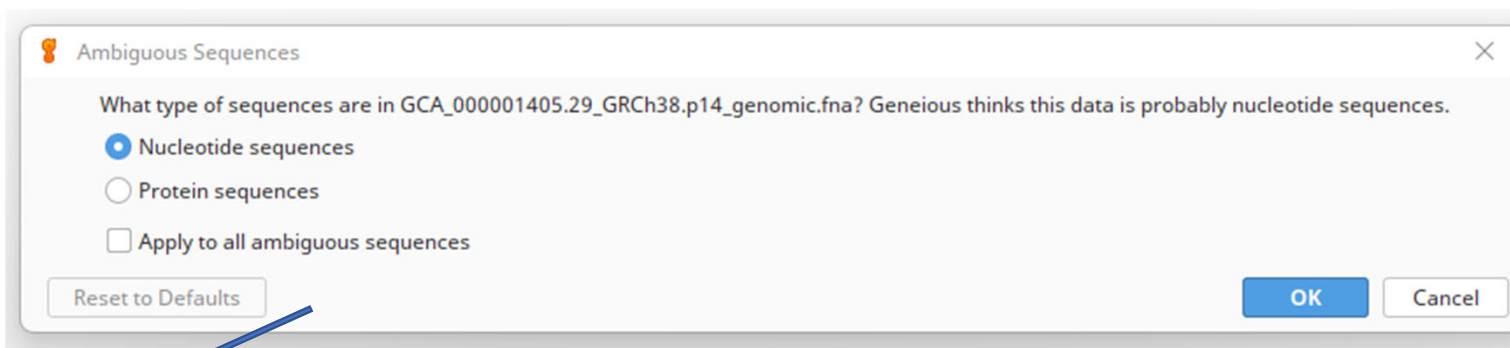 Ambiguous Sequences
What type of sequences are in GCA_000001405.29_GRCh38.p14_genomic.fna? Geneious thinks this data is probably nucleotide sequences.
Nucleotide sequences
Protein sequences
Apply to all ambiguous sequences
Reset to Defaults OK Cancel